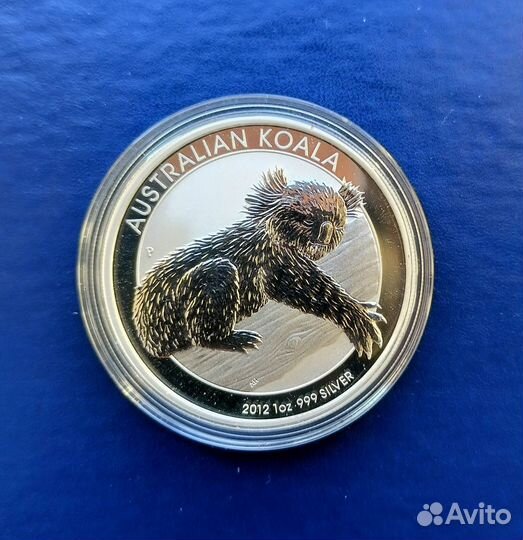 AUSTRALIAN KOALA
P
2012 1oz 999 SILVER
Avito